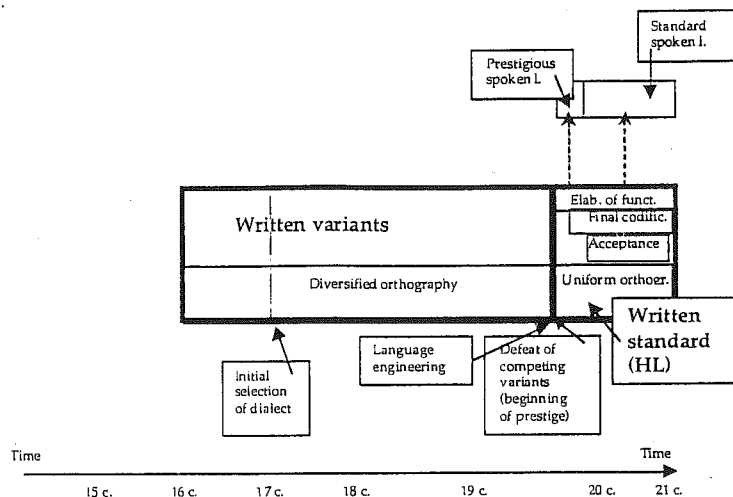 Standard
spoken l.
Prestigious
spoken L
Elab. of funct.
Final codific.
Written variants
Acceptance
Diversified orthography
Uniform orthoer.
Written
standard
(HL)
Language
engineering
Defeat of
competing
variants
(beginning
of prestige)
Initial
selection
of dialect
Time
Time
15 c.
16 c.
17 c.
18 c.
19 c.
20 c.
21 c.